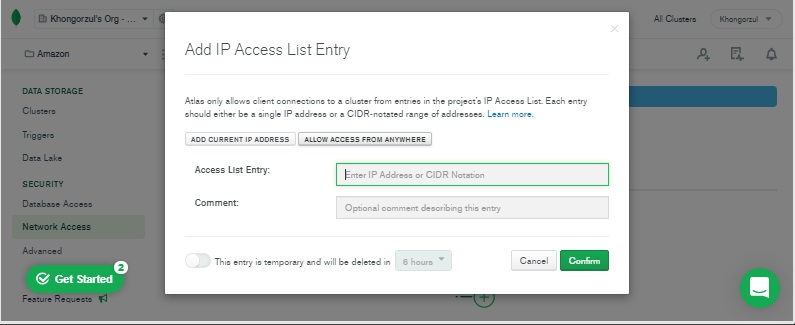 Khongorzul's Org - ...
All Clusters
Khongorzul
Amazon
DATA STORAGE
Clusters
Triggers
Data Lake
SECURITY
Database Access
Network Access
Advanced
Get Started
2
Feature Requests
Add IP Access List Entry
Atlas only allows client connections to a cluster from entries in the project's IP Access List. Each entry
should either be a single IP address or a CIDR-notated range of addresses. Learn more.
ADD CURRENT IP ADDRESS
ALLOW ACCESS FROM ANYWHERE
Access List Entry:
Enter IP Address or CIDR Notation
Comment:
Optional comment describing this entry
This entry is temporary and will be deleted in
6 hours
Cancel
Confirm